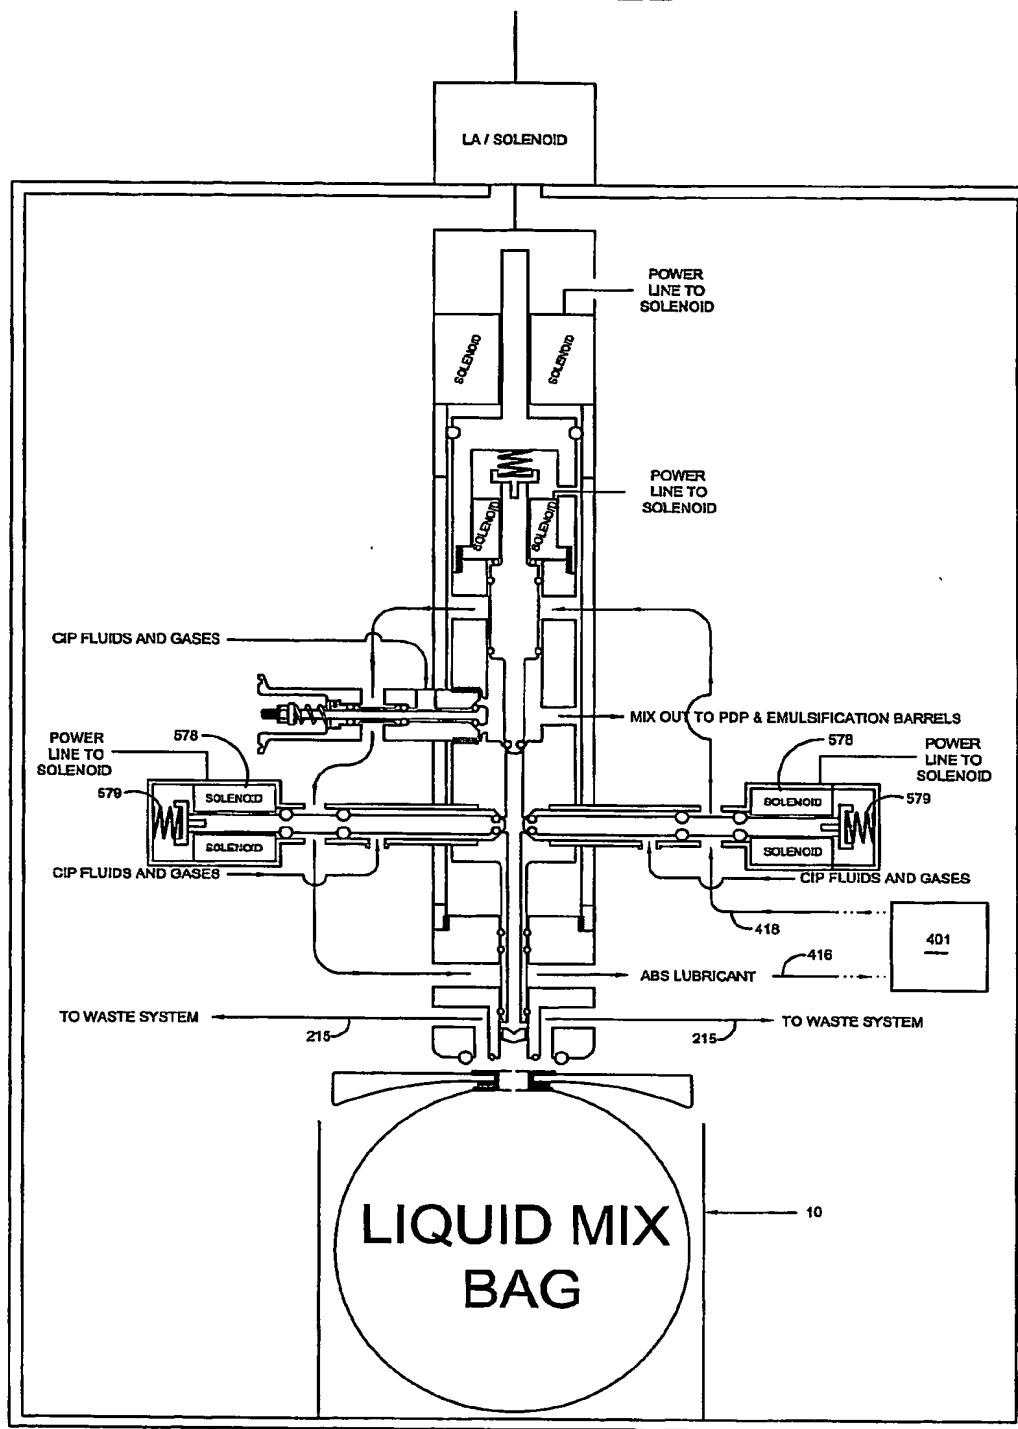 LA / SOLENOID
POWER
LINE TO
SOLENOID
SOLENOID
SOLENOID
POWER
LINE TO
SOLENOID
SOLENOID
SOLENOID
CIP FLUIDS AND GASES
MIX OUT TO PDP & EMULSIFICATION BARRELS
POWER
LINE TO
SOLENOID
578
579
SOLENOID
SOLENOID
578
POWER
LINE TO
SOLENOID
579
SOLENOID
SOLENOID
CIP FLUIDS AND GASES
CIP FLUIDS AND GASES
418
401
ABS LUBRICANT
416
TO WASTE SYSTEM
215
TO WASTE SYSTEM
215
10
LIQUID MIX
BAG